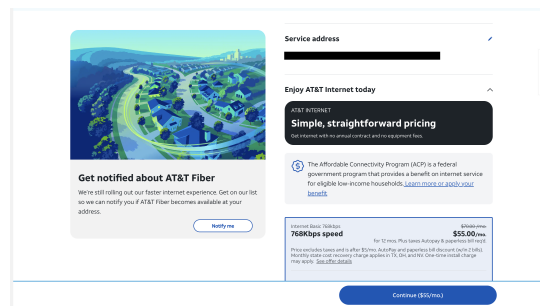 Service address
Enjoy AT&T Internet today
AT&T INTERNET
Simple, straightforward pricing
Get internet with no annual contract and no equipment fees.
The Affordable Connectivity Program (ACP) is a federal
government program that provides a benefit on internet service
for eligible low-income households. Learn more or apply your
benefit.
Get notified about AT&T Fiber
We're still rolling out our faster internet experience. Get on our list
so we can notify you if AT&T Fiber becomes available at your
address.
Notify me
Internet Basic 768kbps
$70.00 /mo.
768Kbps speed
$55.00/mo.
for 12 mos. Plus taxes Autopay & paperless bill req'd.
Price excludes taxes and is after $5/mo. AutoPay and paperless bill discount (w/in 2 bills).
Monthly state cost recovery charge applies in TX, OH, and NV. One-time install charge
may apply. See offer details
Continue ($55/mo.)